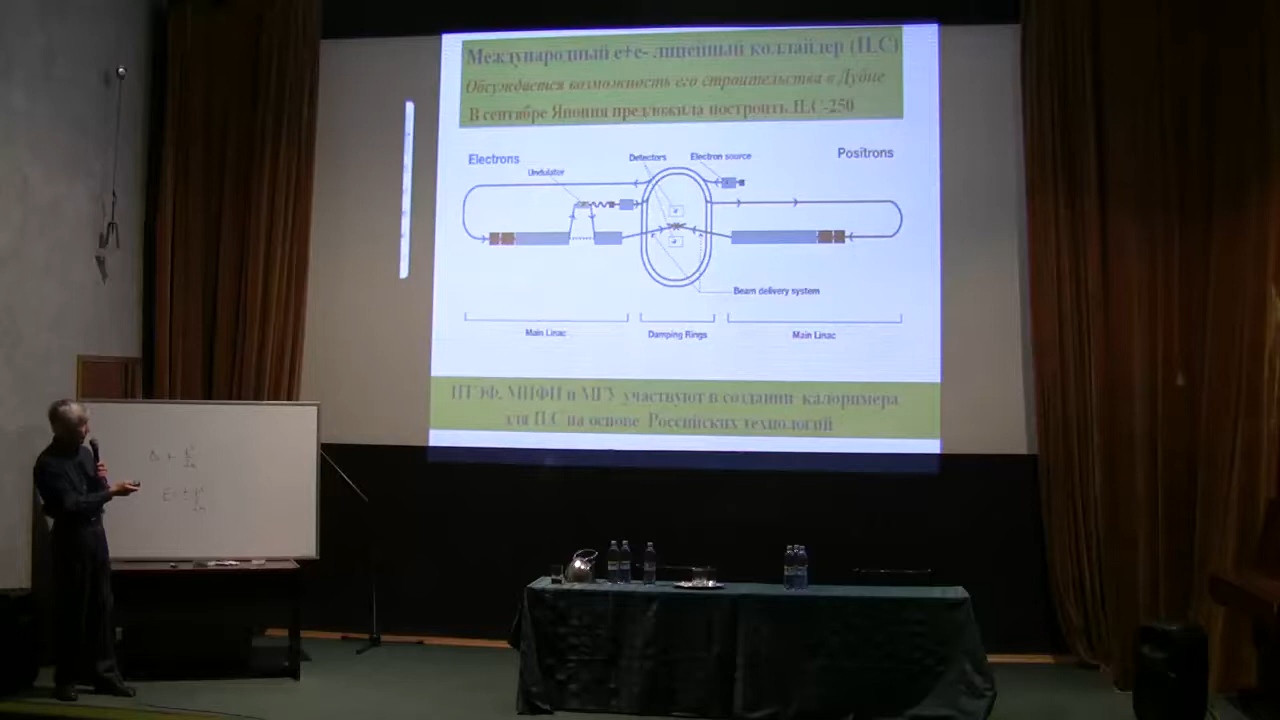 Международный e+e- линейный коллайдер (ILC)
Обсуждается возможность его строительства в Дубне
В сентябре Япония предложила построить ILC-250
Electrons
Undulator
Detectors
Electron source
Positrons
Beam delivery system
Main Linac
Damping Rings
Main Linac
ИТЭФ, МИФИ и МГУ участвуют в создании калориметра
для ILC на основе Российских технологий